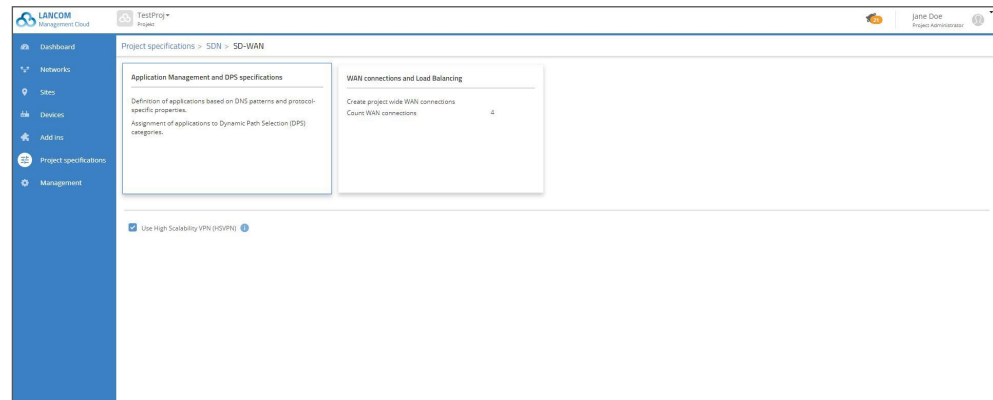 LANCOM
Management Cloud
TestProj
Projekt
21
Jane Doe
Project Administrator
Dashboard
Networks
Sites
Devices
Add ins
Project specifications
Management
Project specifications > SDN > SD-WAN
Application Management and DPS specifications
Definition of applications based on DNS patterns and protocol-
specific properties.
Assignment of applications to Dynamic Path Selection (DPS)
categories.
WAN connections and Load Balancing
Create project wide WAN connections
Count WAN connections 4
Use High Scalability VPN (HSVPN) i